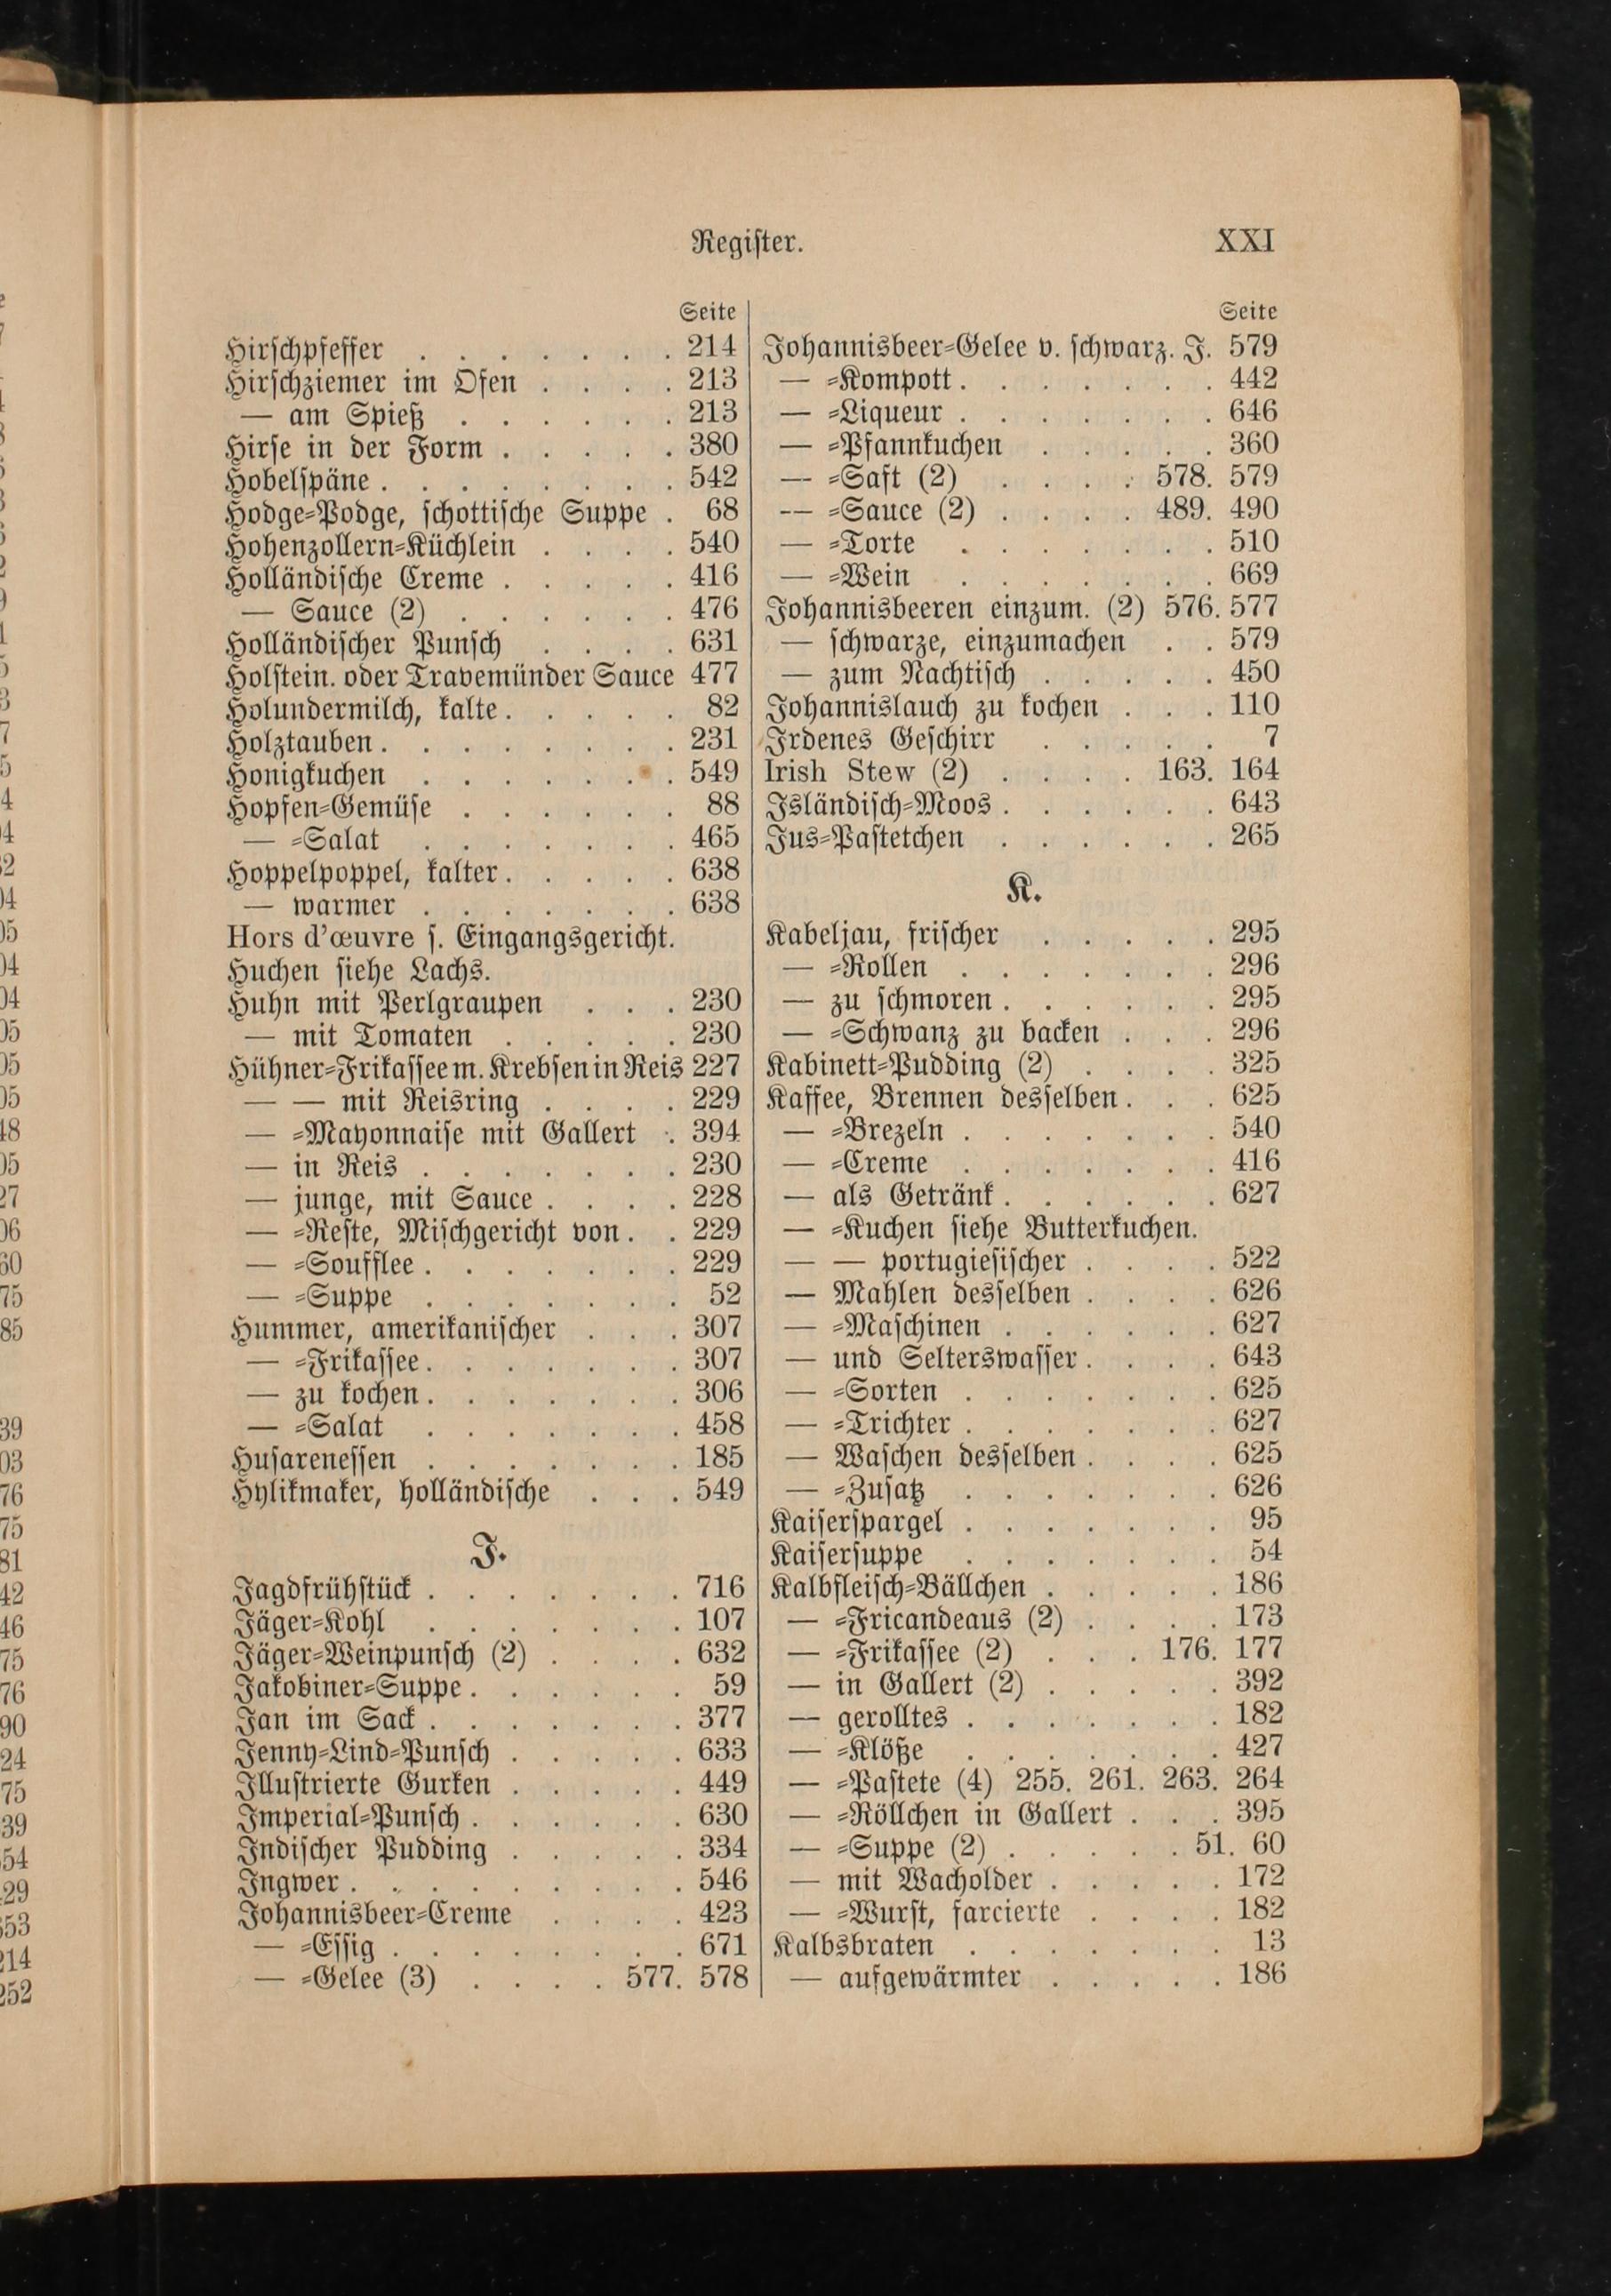 Register.
XXI
Seite
Hirschpfeffer . . . . . . . 214
Hirschziemer im Ofen . . . . 213
— am Spieß . . . . . . 213
Hirse in der Form . . . . . 380
Hobelspäne . . . . . . . . 542
Hodge-Podge, schottische Suppe . 68
Hohenzollern-Küchlein . . . . 540
Holländische Creme . . . . . 416
— Sauce (2) . . . . . . 476
Holländischer Punsch . . . . 631
Holstein. oder Travemünder Sauce 477
Holundermilch, kalte . . . . . 82
Holztauben . . . . . . . . 231
Honigkuchen . . . . . . . 549
Hopfen-Gemüse . . . . . . 88
— -Salat . . . . . . . 465
Hoppelpoppel, kalter . . . . . 638
— warmer . . . . . . . 638
Hors d'œuvre s. Eingangsgericht.
Huchen siehe Lachs.
Huhn mit Perlgraupen . . . 230
— mit Tomaten . . . . . 230
Hühner-Frikassee m. Krebsen in Reis 227
— — mit Reisring . . . . 229
— -Mayonnaise mit Gallert . 394
— in Reis . . . . . . . 230
— junge, mit Sauce . . . . 228
— -Reste, Mischgericht von . . 229
— -Soufflee . . . . . . . 229
— -Suppe . . . . . . . 52
Hummer, amerikanischer . . . 307
— -Frikassee . . . . . . . 307
— zu kochen . . . . . . . 306
— -Salat . . . . . . . 458
Husarenessen . . . . . . . 185
Hylikmaker, holländische . . . 549
J.
Jagdfrühstück . . . . . . . 716
Jäger-Kohl . . . . . . . 107
Jäger-Weinpunsch (2) . . . . 632
Jakobiner-Suppe . . . . . . 59
Jan im Sack . . . . . . . 377
Jenny-Lind-Punsch . . . . . 633
Illustrierte Gurken . . . . . 449
Imperial-Punsch . . . . . . 630
Indischer Pudding . . . . . 334
Ingwer . . . . . . . . . 546
Johannisbeer-Creme . . . . 423
— -Essig . . . . . . . . 671
— -Gelee (3) . . . . 577. 578
Seite
Johannisbeer-Gelee v. schwarz. J. 579
— -Kompott . . . . . . . 442
— -Liqueur . . . . . . . 646
— -Pfannkuchen . . . . . 360
— -Saft (2) . . . . 578. 579
— -Sauce (2) . . . . 489. 490
— -Torte . . . . . . . 510
— -Wein . . . . . . . 669
Johannisbeeren einzum. (2) 576. 577
— schwarze, einzumachen . . 579
— zum Nachtisch . . . . . 450
Johannislauch zu kochen . . . 110
Irdenes Geschirr . . . . . 7
Irish Stew (2) . . . . 163. 164
Isländisch-Moos . . . . . . 643
Jus-Pastetchen . . . . . . 265
K.
Kabeljau, frischer . . . . . 295
— -Rollen . . . . . . . 296
— zu schmoren . . . . . . 295
— -Schwanz zu backen . . . 296
Kabinett-Pudding (2) . . . . 325
Kaffee, Brennen desselben . . . 625
— -Brezeln . . . . . . . 540
— -Creme . . . . . . . 416
— als Getränk . . . . . . 627
— -Kuchen siehe Butterkuchen.
— — portugiesischer . . . . 522
— Mahlen desselben . . . . 626
— -Maschinen . . . . . . 627
— und Selterswasser . . . . 643
— -Sorten . . . . . . . 625
— -Trichter . . . . . . . 627
— Waschen desselben . . . . 625
— -Zusatz . . . . . . . 626
Kaiserspargel . . . . . . . 95
Kaisersuppe . . . . . . . 54
Kalbfleisch-Bällchen . . . . . 186
— -Fricandeaus (2) . . . . 173
— -Frikassee (2) . . . 176. 177
— in Gallert (2) . . . . . 392
— gerolltes . . . . . . . 182
— -Klöße . . . . . . . 427
— -Pastete (4) 255. 261. 263. 264
— -Röllchen in Gallert . . . 395
— -Suppe (2) . . . . . 51. 60
— mit Wacholder . . . . . 172
— -Wurst, farcierte . . . . 182
Kalbsbraten . . . . . . . 13
— aufgewärmter . . . . . 186